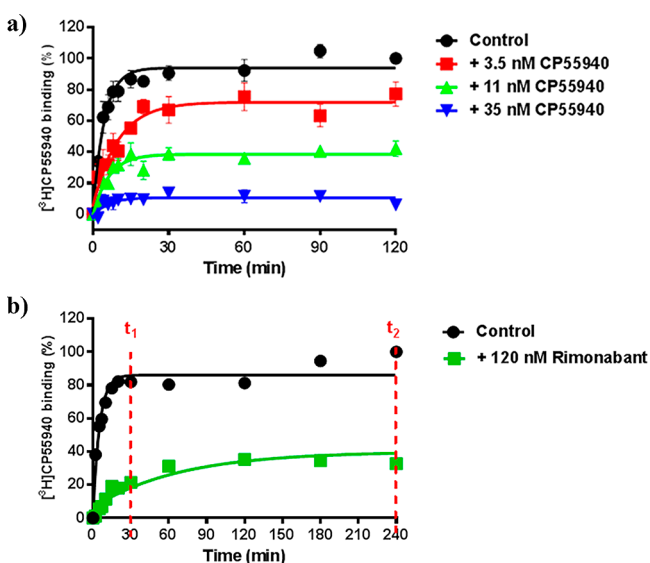 a)
[³H]CP55940 binding (%)
120
100
80
60
40
20
0
0 30 60 90 120
Time (min)
Control
+ 3.5 nM CP55940
+ 11 nM CP55940
+ 35 nM CP55940
b)
[³H]CP55940 binding (%)
120
100
80
60
40
20
0
t₁
t₂
0 30 60 90 120 150 180 210 240
Time (min)
Control
+ 120 nM Rimonabant